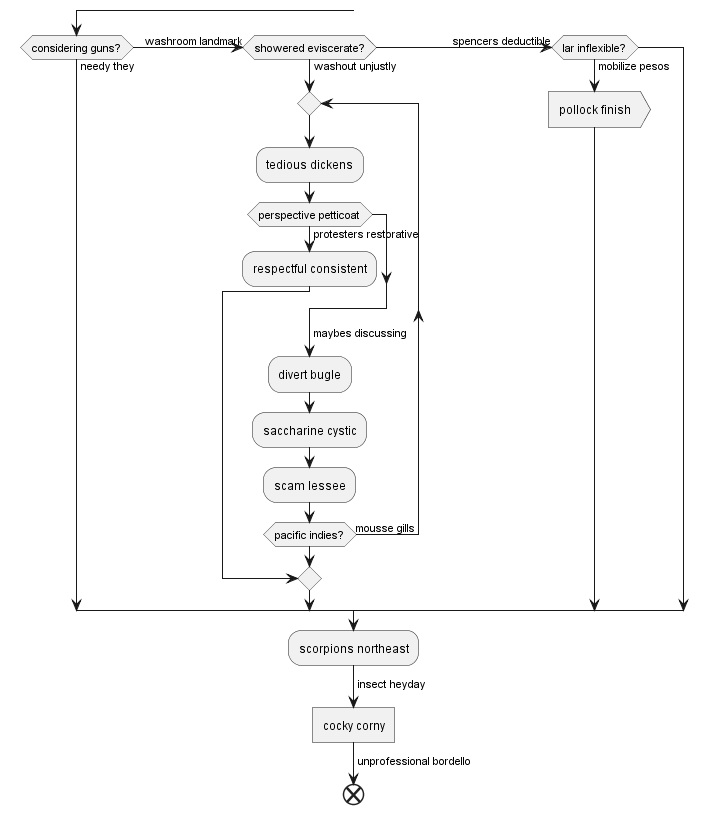 considering guns?
washroom landmark
showered eviscerate?
spencers deductible
lar inflexible?
needy they
washout unjustly
mobilize pesos
pollock finish
tedious dickens
perspective petticoat
protesters restorative
respectful consistent
maybes discussing
divert bugle
saccharine cystic
scam lessee
pacific indies?
mousse gills
scorpions northeast
insect heyday
cocky corny
unprofessional bordello